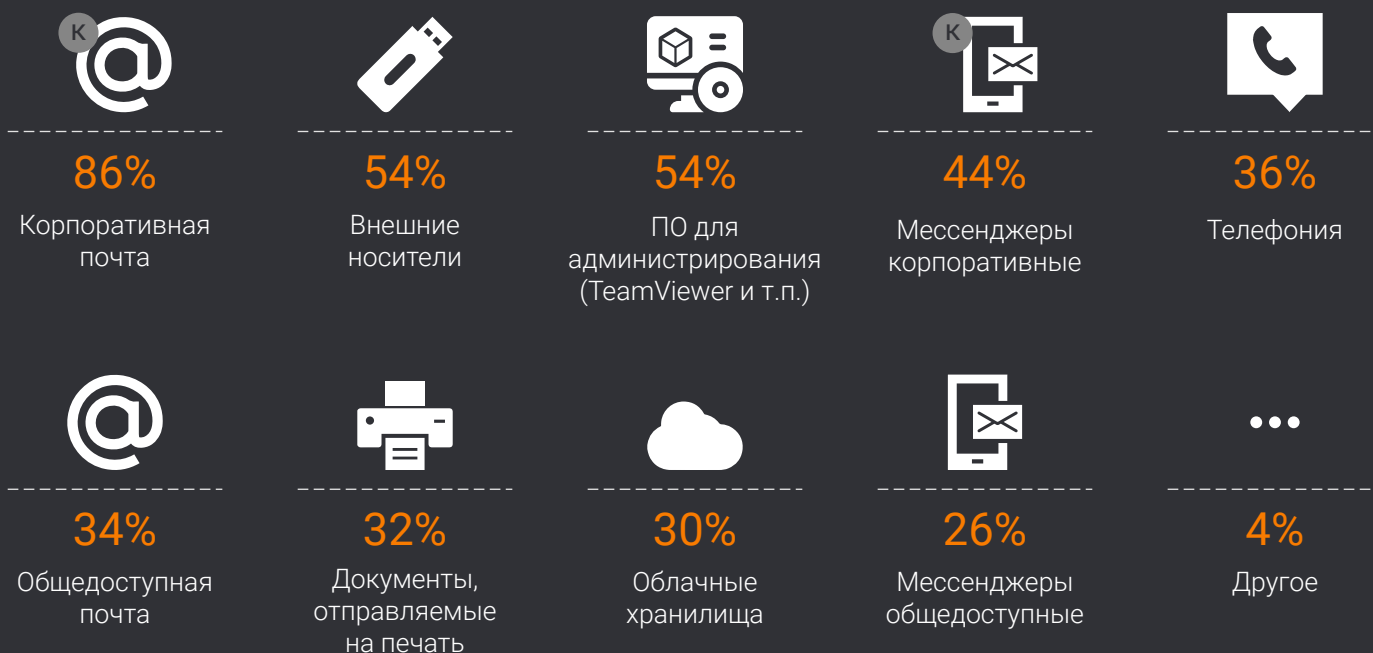 К
К
86%
54%
54%
44%
36%
Корпоративная
почта
Внешние
носители
ПО для
администрирования
(TeamViewer и т.п.)
Мессенджеры
корпоративные
Телефония
34%
32%
30%
26%
4%
Общедоступная
почта
Документы,
отправляемые
на печать
Облачные
хранилища
Мессенджеры
общедоступные
Другое